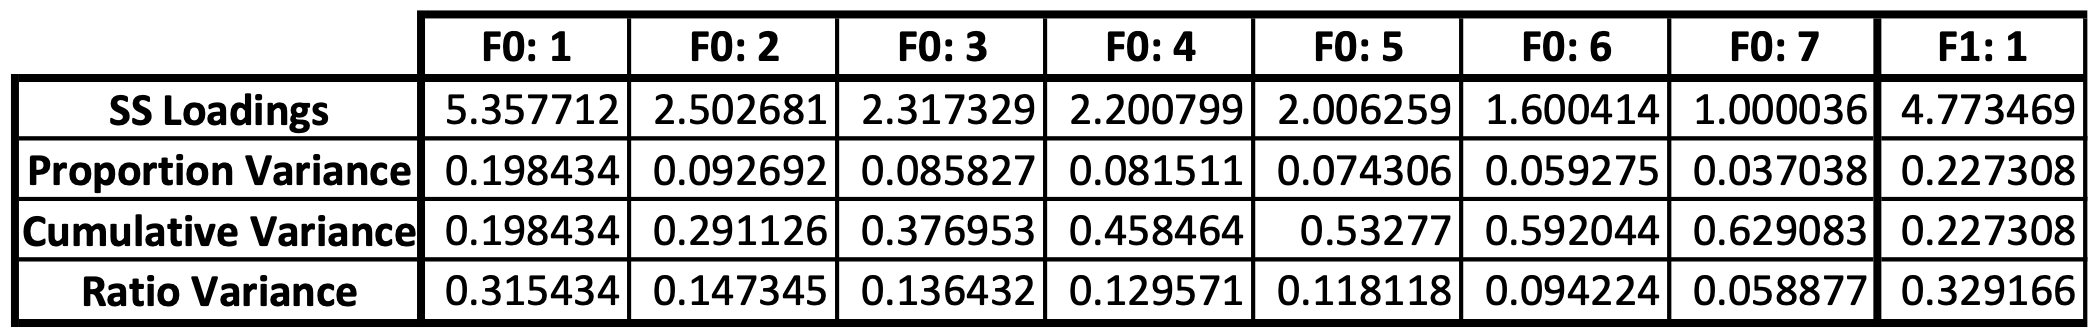 F0: 1 F0: 2 F0: 3 F0: 4 F0: 5 F0: 6 F0: 7 F1: 1
SS Loadings 5.357712 2.502681 2.317329 2.200799 2.006259 1.600414 1.000036 4.773469
Proportion Variance 0.198434 0.092692 0.085827 0.081511 0.074306 0.059275 0.037038 0.227308
Cumulative Variance 0.198434 0.291126 0.376953 0.458464 0.53277 0.592044 0.629083 0.227308
Ratio Variance 0.315434 0.147345 0.136432 0.129571 0.118118 0.094224 0.058877 0.329166